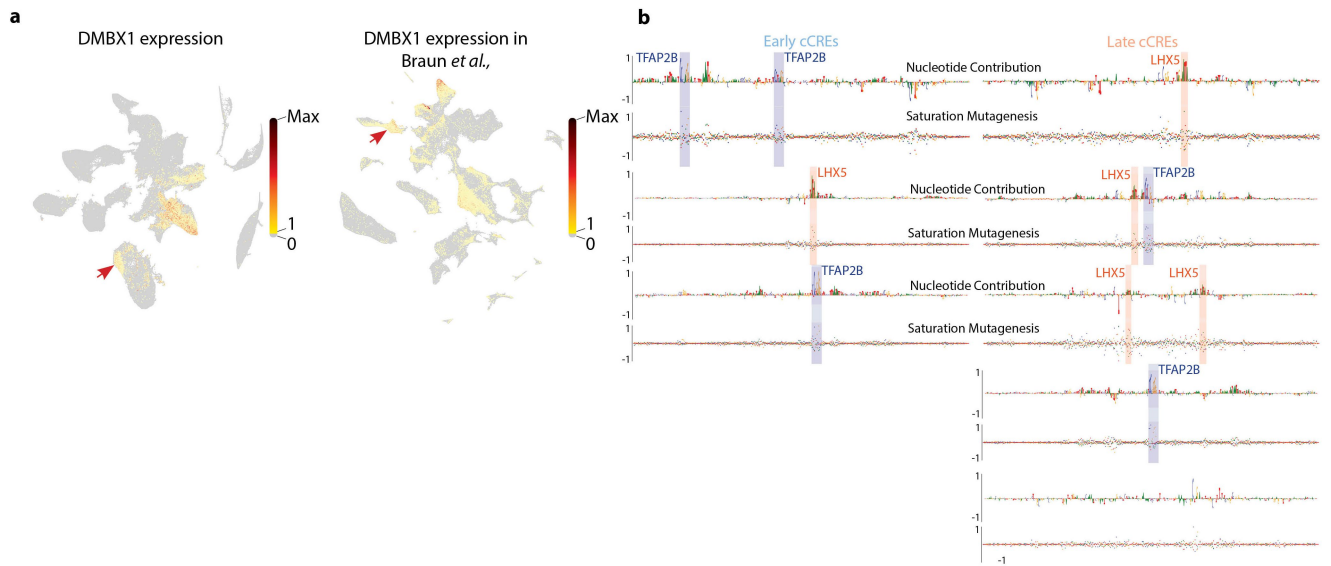 a
DMBX1 expression
Max
1
0
DMBX1 expression in
Braun et al.,
Max
1
0
b
Early cCREs
Late cCREs
1
TFAP2B
TFAP2B
Nucleotide Contribution
LHX5
-1
1
Saturation Mutagenesis
-1
1
LHX5
Nucleotide Contribution
LHX5
TFAP2B
-1
1
Saturation Mutagenesis
-1
1
TFAP2B
Nucleotide Contribution
LHX5
LHX5
-1
1
Saturation Mutagenesis
-1
1
TFAP2B
-1
1
-1
1
-1
1
-1